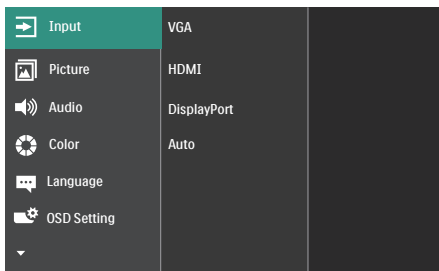 Input
VGA
Picture
HDMI
Audio
DisplayPort
Color
Auto
Language
OSD Setting